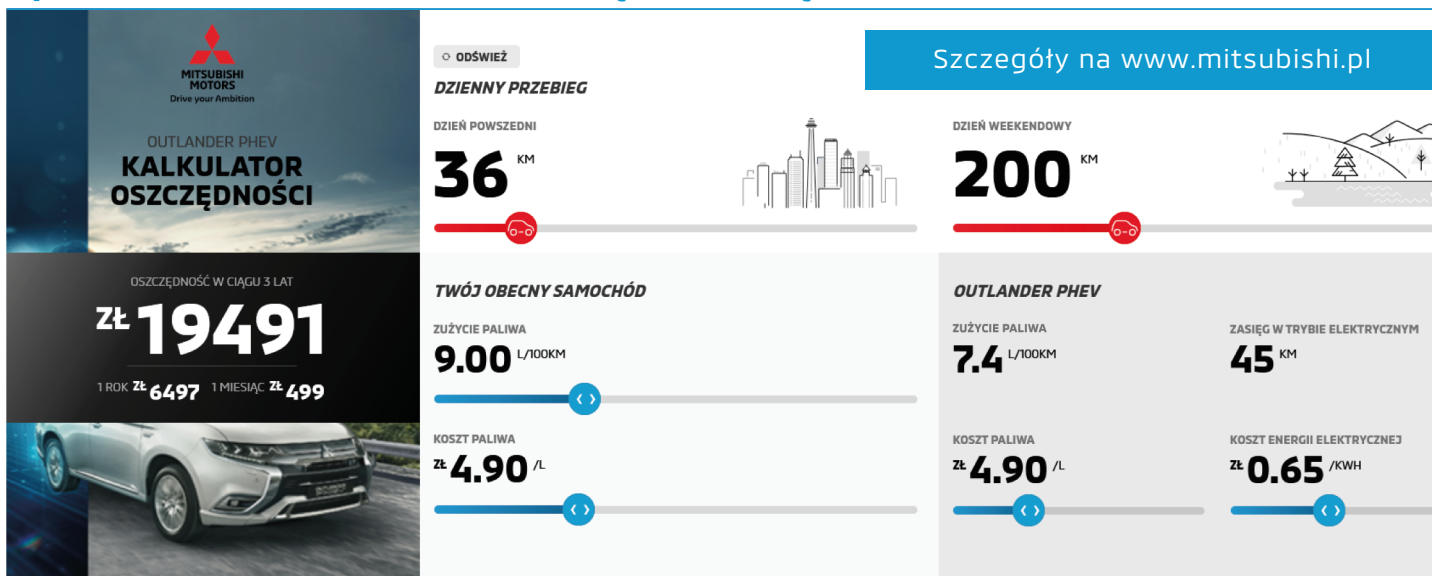 MITSUBISHI
MOTORS
Drive your Ambition
OUTLANDER PHEV
KALKULATOR
OSZCZĘDNOŚCI
OSZCZĘDNOŚĆ W CIĄGU 3 LAT
ZŁ 19491
1 ROK ZŁ 6497 1 MIESIĄC ZŁ 499
ODŚWIEŻ
Szczegóły na www.mitsubishi.pl
DZIENNY PRZEBIEG
DZIEŃ POWSZEDNI
36 KM
DZIEŃ WEEKENDOWY
200 KM
TWÓJ OBECNY SAMOCHÓD
ZUŻYCIE PALIWA
9.00 L/100KM
KOSZT PALIWA
ZŁ 4.90 /L
OUTLANDER PHEV
ZUŻYCIE PALIWA
7.4 L/100KM
ZASIĘG W TRYBIE ELEKTRYCZNYM
45 KM
KOSZT PALIWA
ZŁ 4.90 /L
KOSZT ENERGII ELEKTRYCZNEJ
ZŁ 0.65 /KWH